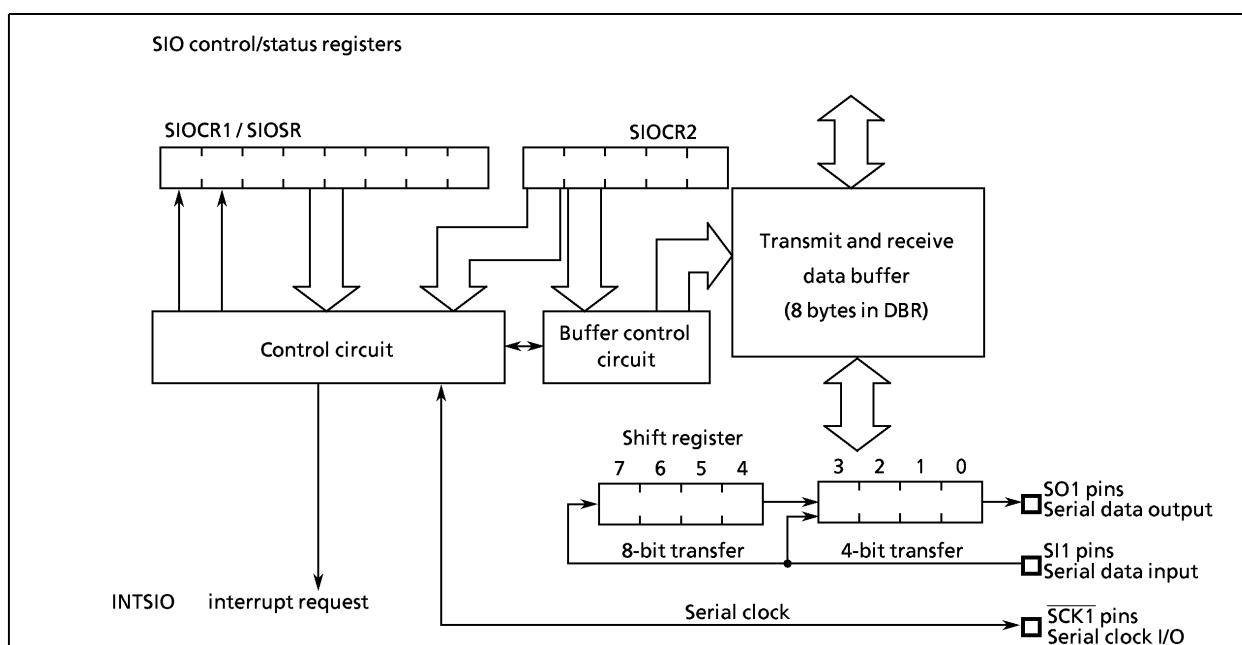 SIO control/status registers
SIOCR1 / SIOSR
SIOCR2
Transmit and receive
data buffer
(8 bytes in DBR)
Control circuit
Buffer control
circuit
Shift register
7 6 5 4
3 2 1 0
SO1 pins
Serial data output
8-bit transfer
4-bit transfer
SI1 pins
Serial data input
INTSIO interrupt request
Serial clock
SCK1 pins
Serial clock I/O